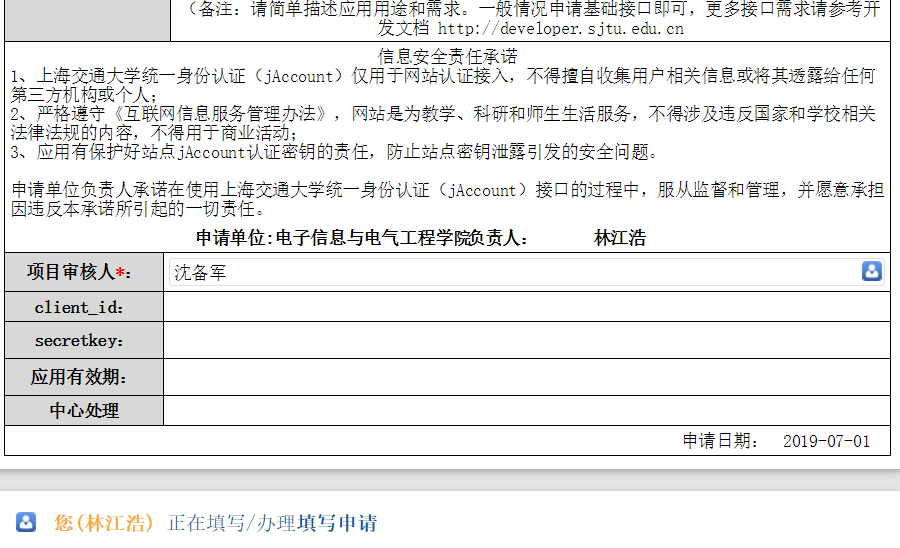 （备注：请简单描述应用用途和需求。一般情况申请基础接口即可，更多接口需求请参考开
发文档 http://developer.sjtu.edu.cn
信息安全责任承诺
1、上海交通大学统一身份认证（jAccount）仅用于网站认证接入，不得擅自收集用户相关信息或将其透露给任何
第三方机构或个人；
2、严格遵守《互联网信息服务管理办法》，网站是为教学、科研和师生生活服务，不得涉及违反国家和学校相关
法律法规的内容，不得用于商业活动；
3、应用有保护好站点jAccount认证密钥的责任，防止站点密钥泄露引发的安全问题。
申请单位负责人承诺在使用上海交通大学统一身份认证（jAccount）接口的过程中，服从监督和管理，并愿意承担
因违反本承诺所引起的一切责任。
申请单位:电子信息与电气工程学院负责人： 林江浩
项目审核人*： 沈备军
client_id：
secretkey：
应用有效期：
中心处理
申请日期： 2019-07-01
您(林江浩) 正在填写/办理填写申请